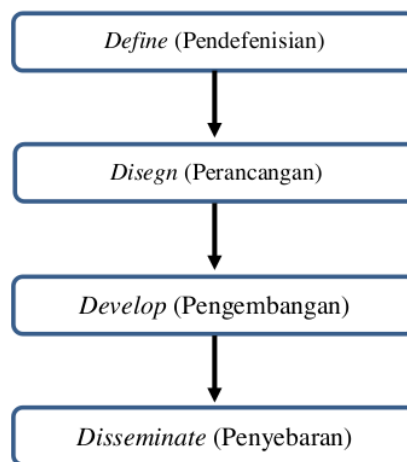 Define (Pendefenisian)
Disegn (Perancangan)
Develop (Pengembangan)
Disseminate (Penyebaran)